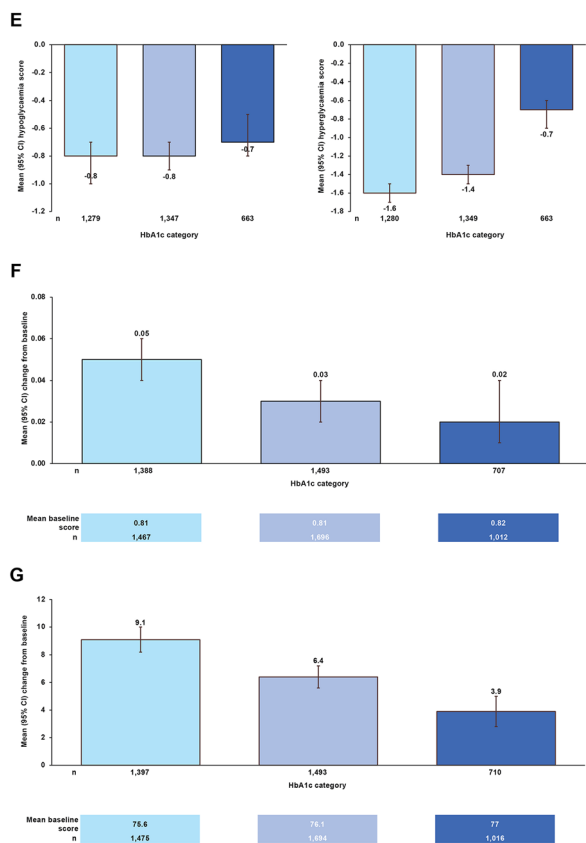 E
Mean (95% CI) hypoglycaemia score
0.0
-0.2
-0.4
-0.6
-0.8
-1.0
-1.2
-0.8
-0.8
-0.7
n 1,279 1,347 663
HbA1c category
Mean (95% CI) hyperglycaemia score
0.0
-0.2
-0.4
-0.6
-0.8
-1.0
-1.2
-1.4
-1.6
-1.8
-1.6
-1.4
-0.7
n 1,280 1,349 663
HbA1c category
F
Mean (95% CI) change from baseline
0.08
0.06
0.04
0.02
0.00
0.05
0.03
0.02
n 1,388 1,493 707
HbA1c category
Mean baseline
score
0.81 0.81 0.82
n 1,467 1,696 1,012
G
Mean (95% CI) change from baseline
12
10
8
6
4
2
0
9.1
6.4
3.9
n 1,397 1,493 710
HbA1c category
Mean baseline
score
75.6 76.1 77
n 1,475 1,694 1,016